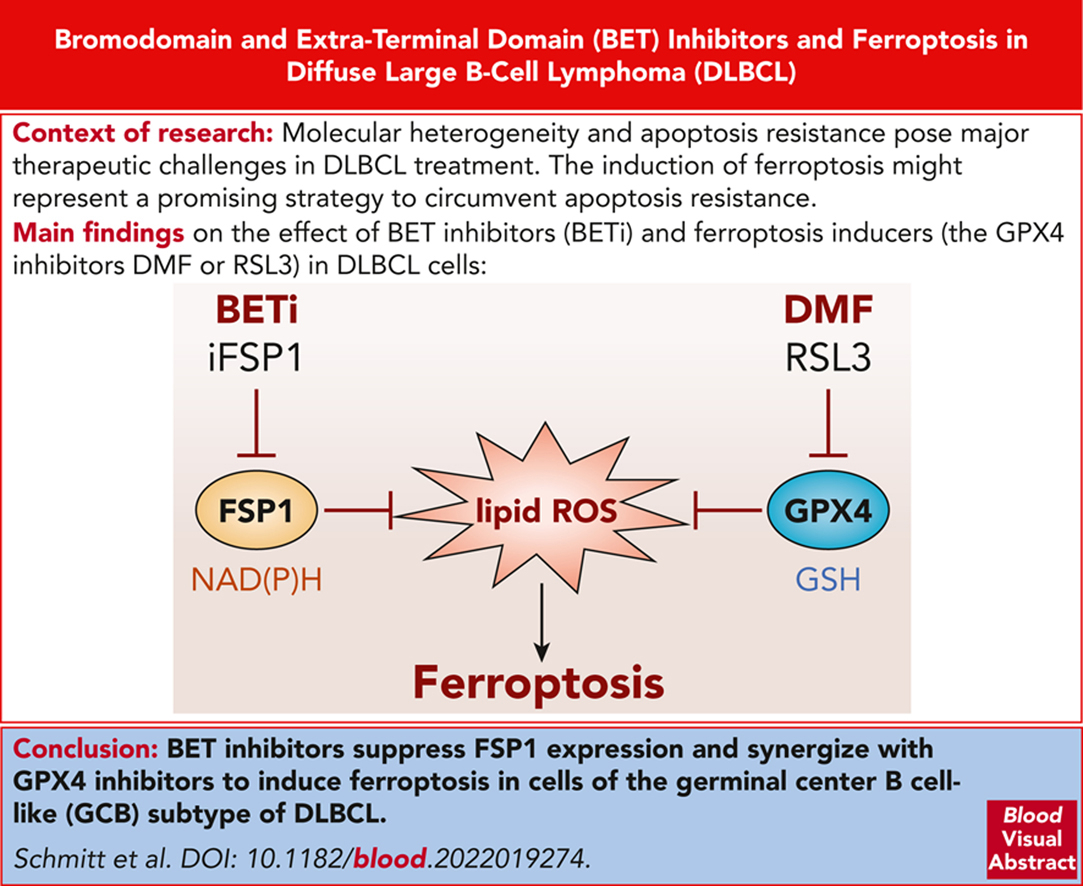 Bromodomain and Extra-Terminal Domain (BET) Inhibitors and Ferroptosis in
Diffuse Large B-Cell Lymphoma (DLBCL)
Context of research: Molecular heterogeneity and apoptosis resistance pose major
therapeutic challenges in DLBCL treatment. The induction of ferroptosis might
represent a promising strategy to circumvent apoptosis resistance.
Main findings on the effect of BET inhibitors (BETi) and ferroptosis inducers (the GPX4
inhibitors DMF or RSL3) in DLBCL cells:
BETi
iFSP1
DMF
RSL3
FSP1
lipid ROS
GPX4
NAD(P)H
GSH
Ferroptosis
Conclusion: BET inhibitors suppress FSP1 expression and synergize with
GPX4 inhibitors to induce ferroptosis in cells of the germinal center B cell-
like (GCB) subtype of DLBCL.
Schmitt et al. DOI: 10.1182/blood.2022019274.
Blood
Visual
Abstract